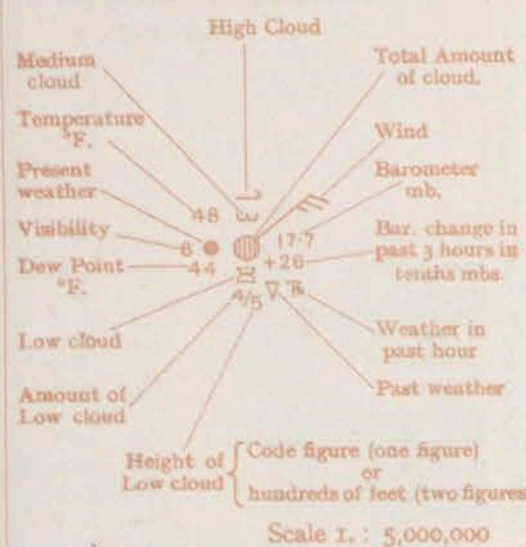 High Cloud
Medium cloud
Total Amount of cloud.
Temperature °F.
Wind
Present weather
Barometer mb.
48
Visibility
6
17·7
Bar. change in past 3 hours in tenths mbs.
Dew Point °F.
44
+26
4/5
Low cloud
Weather in past hour
Amount of Low cloud
Past weather
Height of Low cloud
Code figure (one figure)
or
hundreds of feet (two figures
Scale 1. : 5,000,000